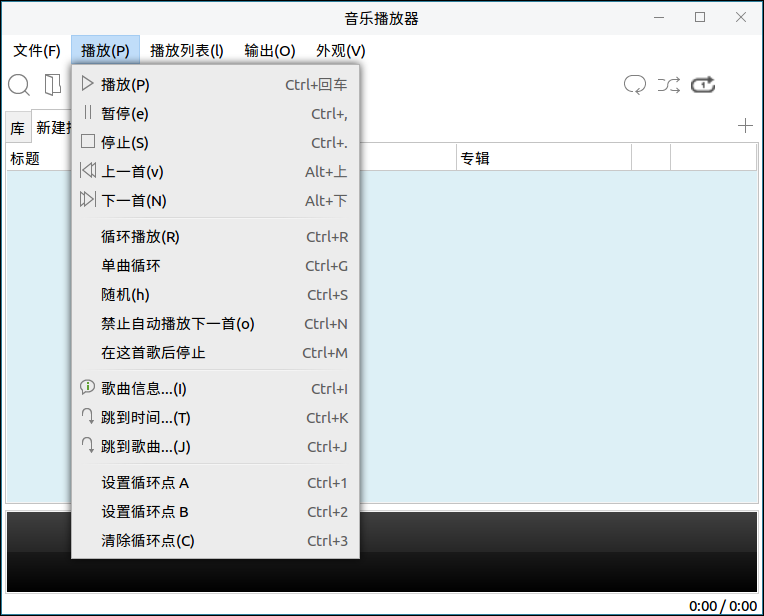 音乐播放器
文件(F) 播放(P) 播放列表(l) 输出(O) 外观(V)
播放(P) Ctrl+回车
暂停(e) Ctrl+,
停止(S) Ctrl+.
上一首(v) Alt+上
下一首(N) Alt+下
循环播放(R) Ctrl+R
单曲循环 Ctrl+G
随机(h) Ctrl+S
禁止自动播放下一首(o) Ctrl+N
在这首歌后停止 Ctrl+M
歌曲信息...(I) Ctrl+I
跳到时间...(T) Ctrl+K
跳到歌曲...(J) Ctrl+J
设置循环点 A Ctrl+1
设置循环点 B Ctrl+2
清除循环点(C) Ctrl+3
1
库 新建
标题 专辑
0:00 / 0:00